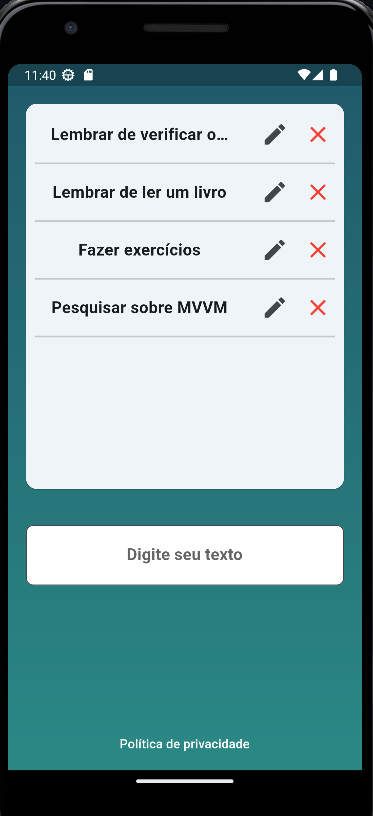 11:40
Lembrar de verificar o...
Lembrar de ler um livro
Fazer exercícios
Pesquisar sobre MVVM
Digite seu texto
Política de privacidade